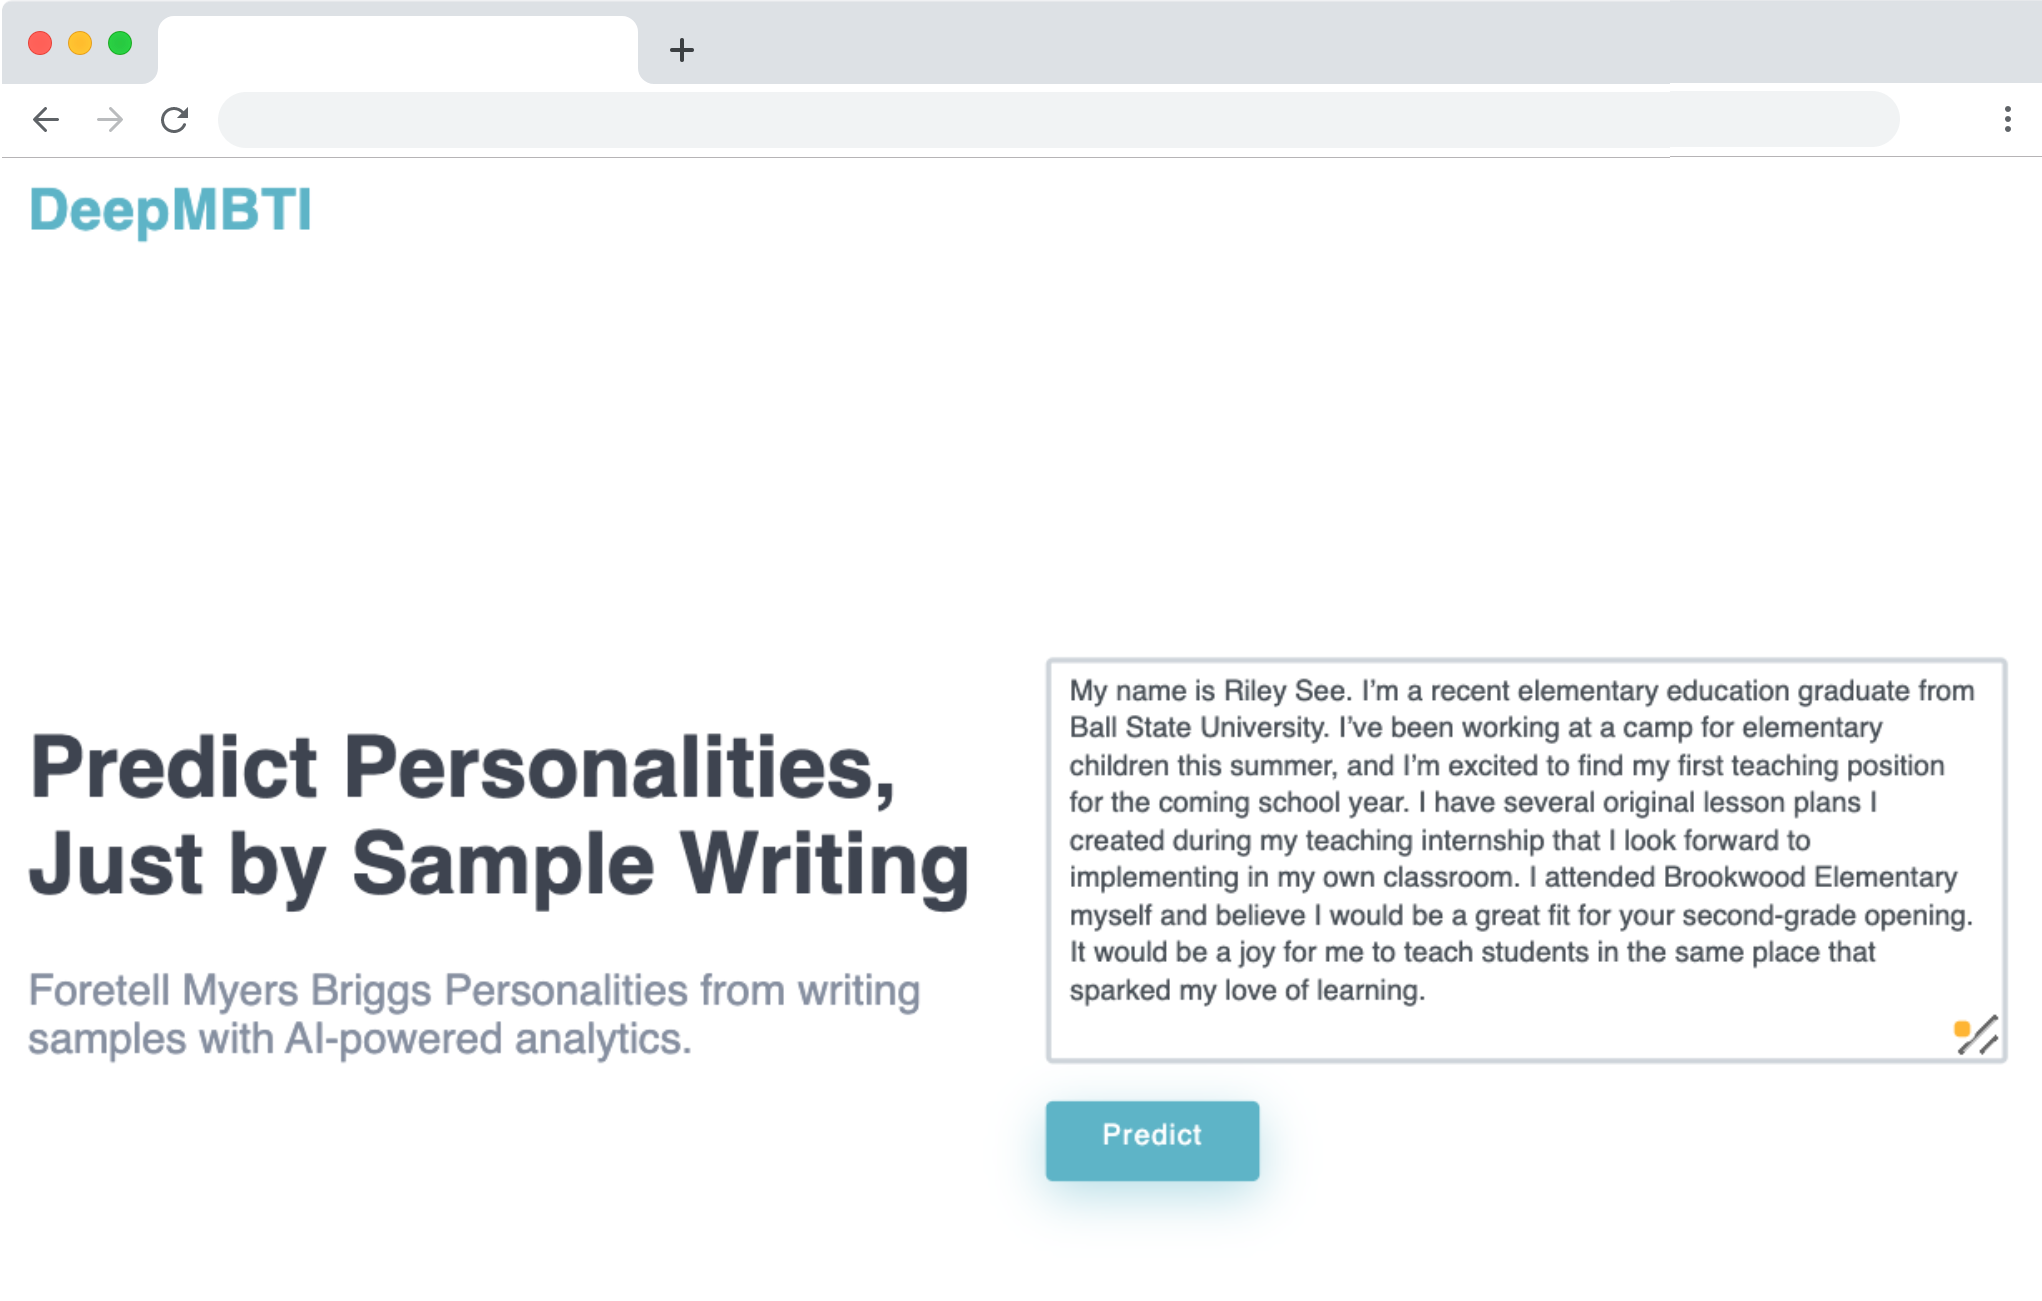 DeepMBTI
Predict Personalities,
Just by Sample Writing
Foretell Myers Briggs Personalities from writing
samples with AI-powered analytics.
My name is Riley See. I’m a recent elementary education graduate from
Ball State University. I’ve been working at a camp for elementary
children this summer, and I’m excited to find my first teaching position
for the coming school year. I have several original lesson plans I
created during my teaching internship that I look forward to
implementing in my own classroom. I attended Brookwood Elementary
myself and believe I would be a great fit for your second-grade opening.
It would be a joy for me to teach students in the same place that
sparked my love of learning.
Predict